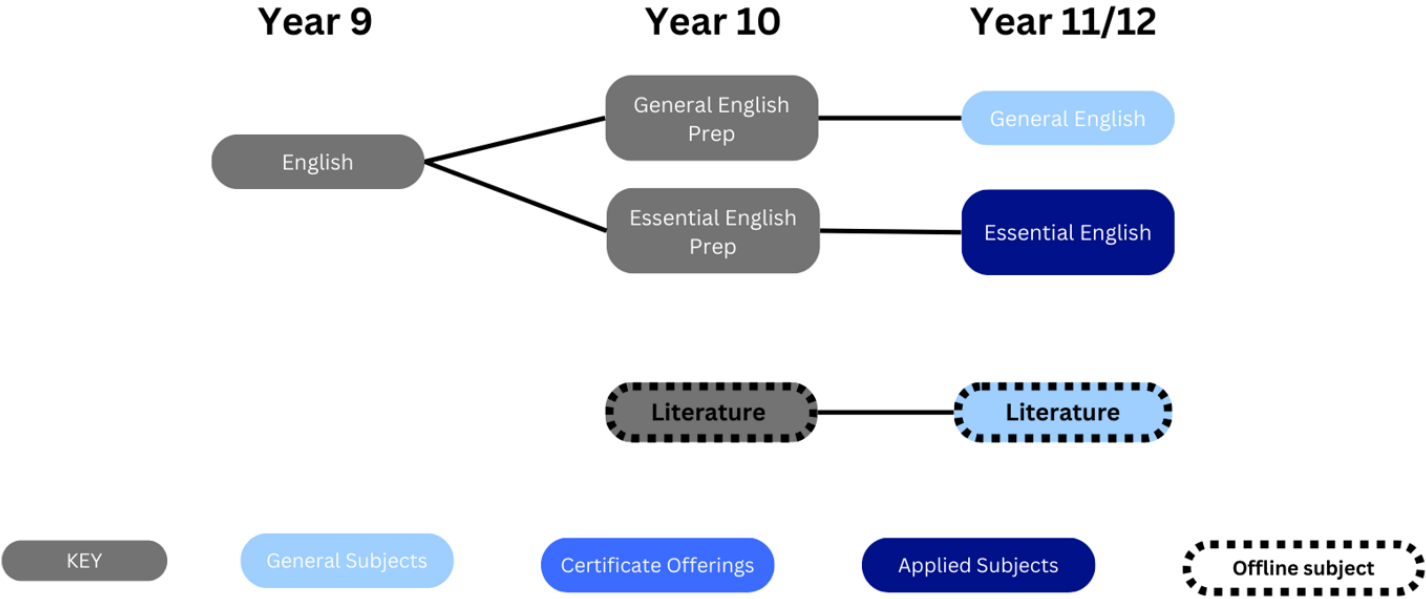 Year 9
Year 10
Year 11/12
General English
Prep
General English
English
Essential English
Prep
Essential English
Literature
Literature
KEY
General Subjects
Certificate Offerings
Applied Subjects
Offline subject